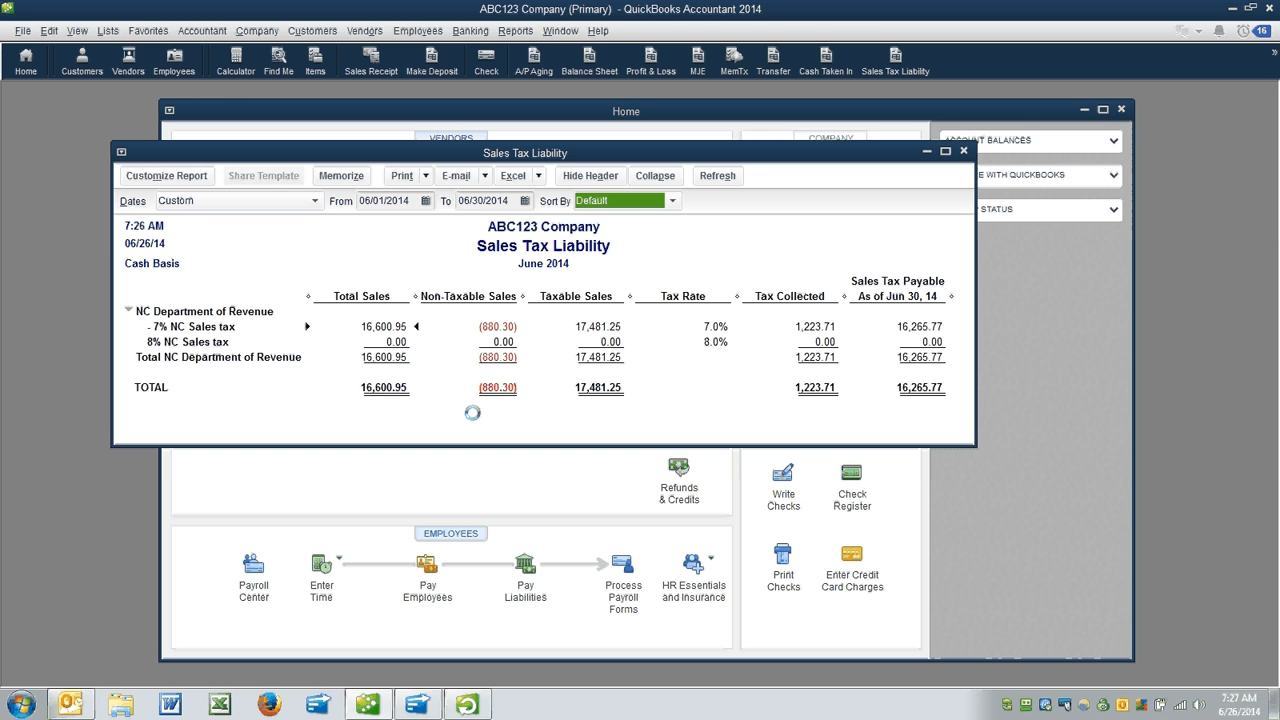 ABC123 Company (Primary) - QuickBooks Accountant 2014
File Edit View Lists Favorites Accountant Company Customers Vendors Employees Banking Reports Window Help 16
Home Customers Vendors Employees Calculator Find Me Items Sales Receipt Make Deposit Check A/P Aging Balance Sheet Profit & Loss MJE MemTx Transfer Cash Taken In Sales Tax Liability
Home
VENDORS COMPANY ACCOUNT BALANCES
Sales Tax Liability
Customize Report Share Template Memorize Print E-mail Excel Hide Header Collapse Refresh
E WITH QUICKBOOKS
Dates Custom From 06/01/2014 To 06/30/2014 Sort By Default
STATUS
7:26 AM ABC123 Company
06/26/14 Sales Tax Liability
Cash Basis June 2014
Sales Tax Payable
Total Sales Non-Taxable Sales Taxable Sales Tax Rate Tax Collected As of Jun 30, 14
NC Department of Revenue
- 7% NC Sales tax 16,600.95 (880.30) 17,481.25 7.0% 1,223.71 16,265.77
8% NC Sales tax 0.00 0.00 0.00 8.0% 0.00 0.00
Total NC Department of Revenue 16,600.95 (880.30) 17,481.25 1,223.71 16,265.77
TOTAL 16,600.95 (880.30) 17,481.25 1,223.71 16,265.77
Refunds
& Credits
Write
Checks
Check
Register
EMPLOYEES
Payroll
Center
Enter
Time
Pay
Employees
Pay
Liabilities
Process
Payroll
Forms
HR Essentials
and Insurance
Print
Checks
Enter Credit
Card Charges
7:27 AM
6/26/2014